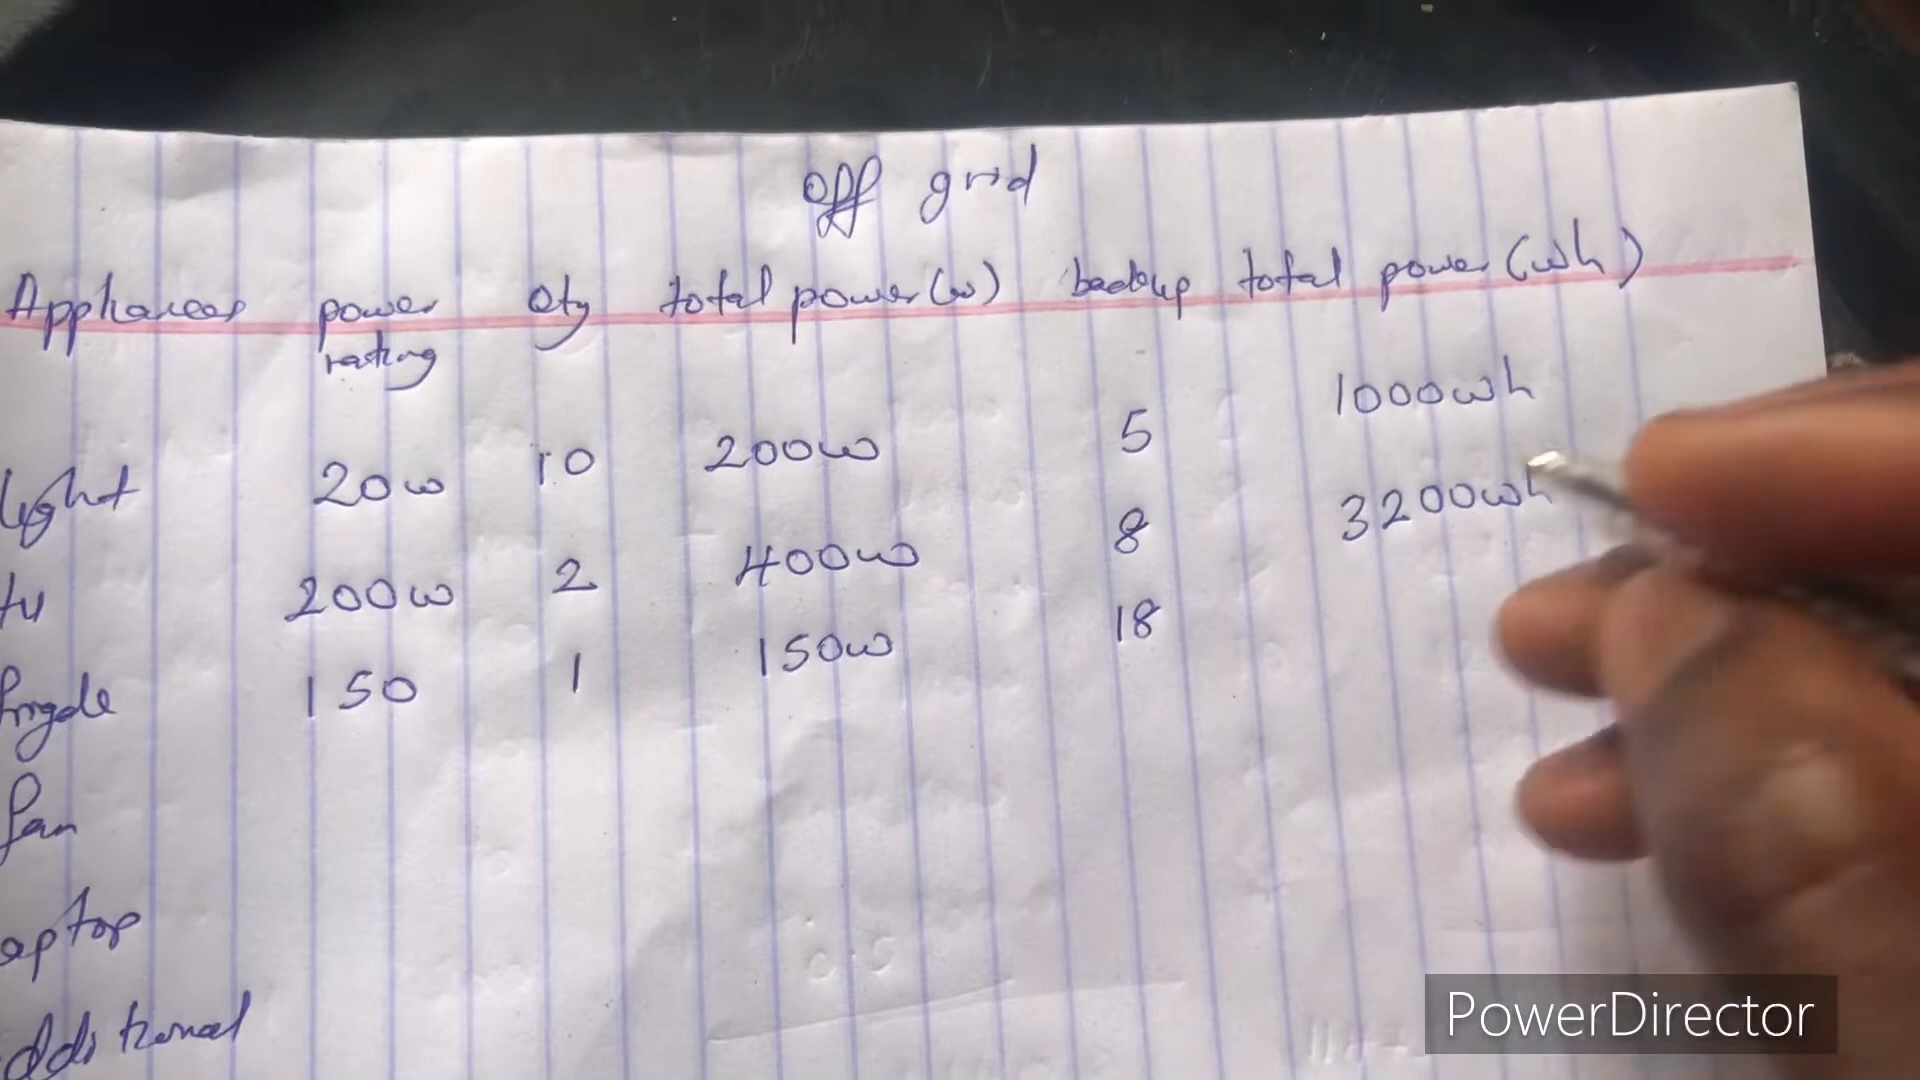 off grid
Appliances power rating Qty total power(w) backup total power(wh)
light 20w 10 200w 5 1000wh
tv 200w 2 400w 8 3200wh
150 1 150w 18
fan
aptop
dditional
PowerDirector